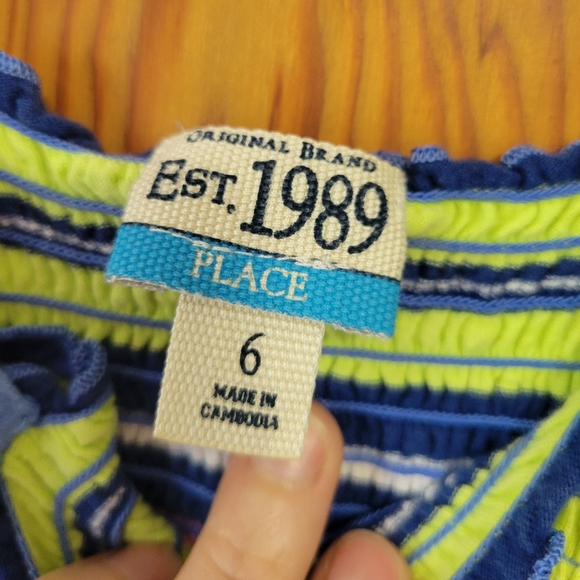 ORIGINAL BRAND
EST. 1989
PLACE
6
MADE IN
CAMBODIA